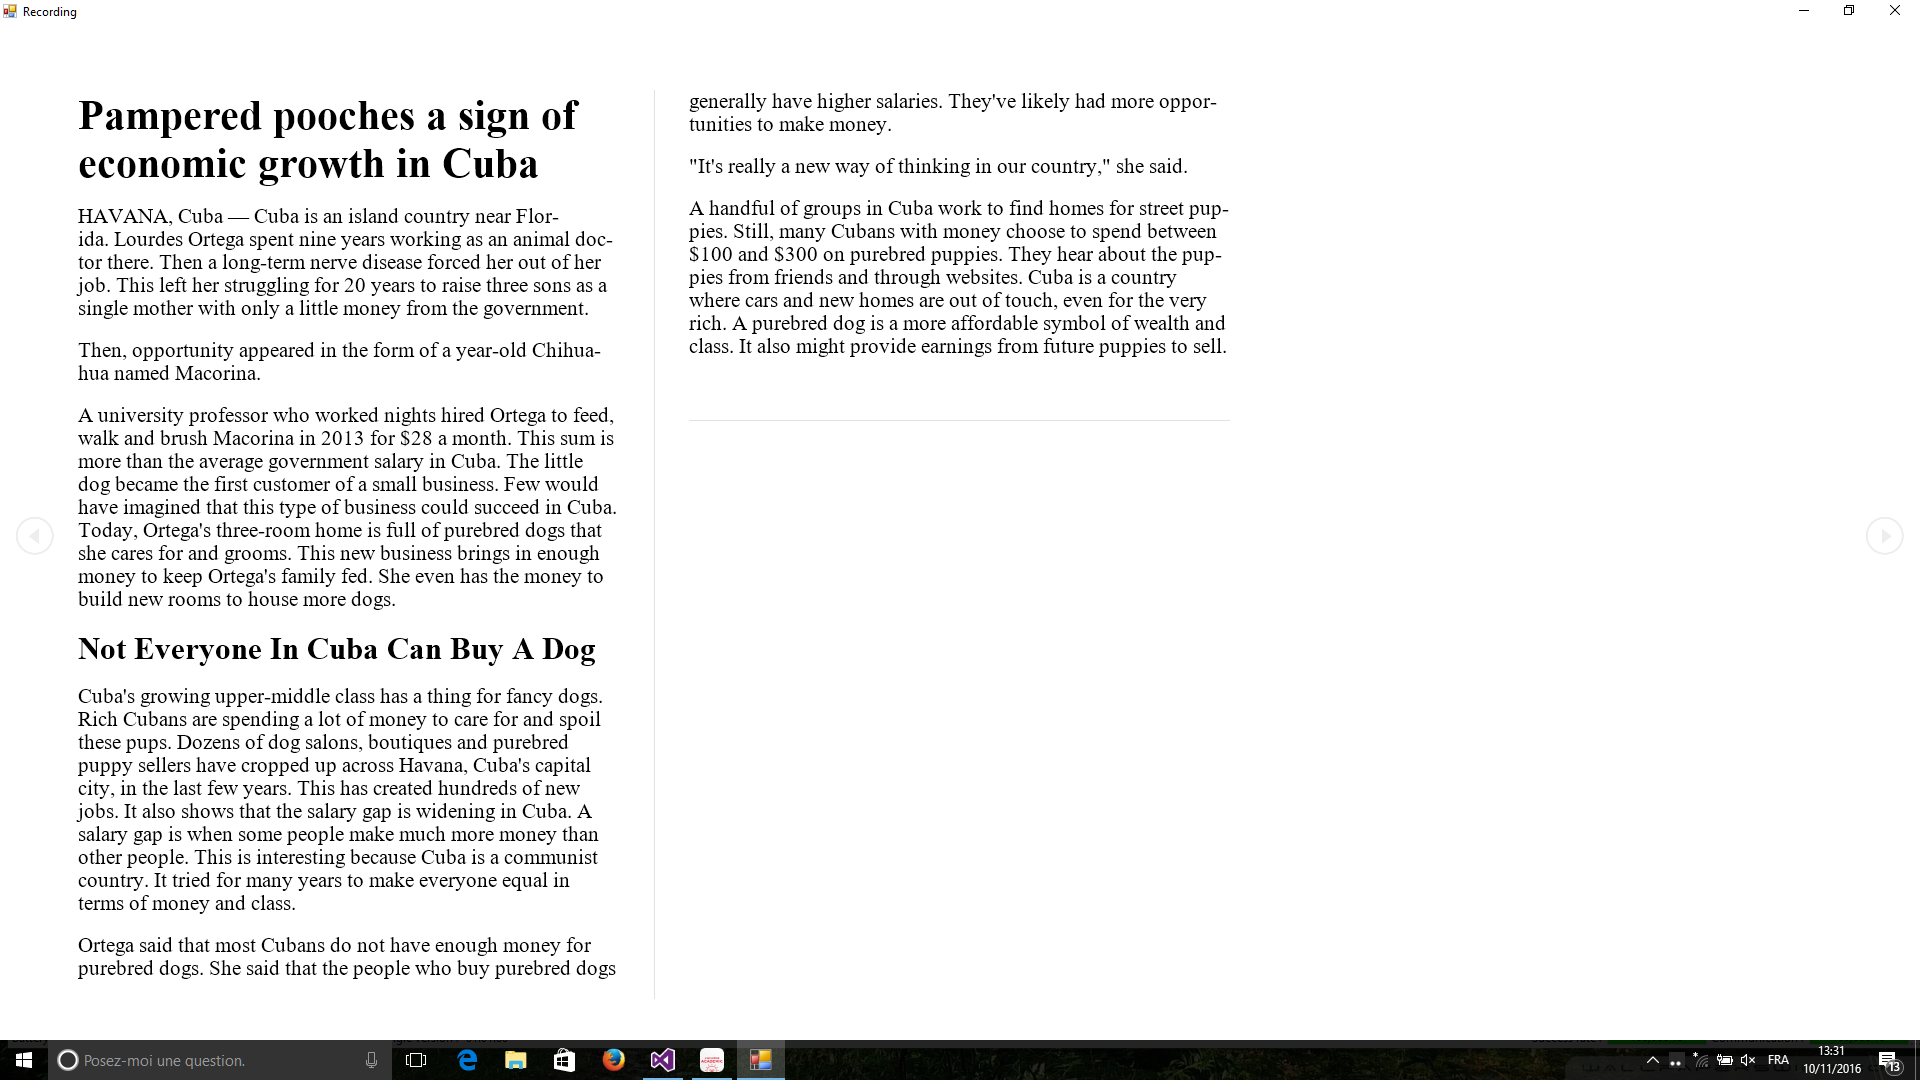 Recording
Pampered pooches a sign of
economic growth in Cuba
HAVANA, Cuba — Cuba is an island country near Flor-
ida. Lourdes Ortega spent nine years working as an animal doc-
tor there. Then a long-term nerve disease forced her out of her
job. This left her struggling for 20 years to raise three sons as a
single mother with only a little money from the government.
Then, opportunity appeared in the form of a year-old Chihua-
hua named Macorina.
A university professor who worked nights hired Ortega to feed,
walk and brush Macorina in 2013 for $28 a month. This sum is
more than the average government salary in Cuba. The little
dog became the first customer of a small business. Few would
have imagined that this type of business could succeed in Cuba.
Today, Ortega's three-room home is full of purebred dogs that
she cares for and grooms. This new business brings in enough
money to keep Ortega's family fed. She even has the money to
build new rooms to house more dogs.
Not Everyone In Cuba Can Buy A Dog
Cuba's growing upper-middle class has a thing for fancy dogs.
Rich Cubans are spending a lot of money to care for and spoil
these pups. Dozens of dog salons, boutiques and purebred
puppy sellers have cropped up across Havana, Cuba's capital
city, in the last few years. This has created hundreds of new
jobs. It also shows that the salary gap is widening in Cuba. A
salary gap is when some people make much more money than
other people. This is interesting because Cuba is a communist
country. It tried for many years to make everyone equal in
terms of money and class.
Ortega said that most Cubans do not have enough money for
purebred dogs. She said that the people who buy purebred dogs
generally have higher salaries. They've likely had more oppor-
tunities to make money.
"It's really a new way of thinking in our country," she said.
A handful of groups in Cuba work to find homes for street pup-
pies. Still, many Cubans with money choose to spend between
$100 and $300 on purebred puppies. They hear about the pup-
pies from friends and through websites. Cuba is a country
where cars and new homes are out of touch, even for the very
rich. A purebred dog is a more affordable symbol of wealth and
class. It also might provide earnings from future puppies to sell.
Posez-moi une question.
FRA
13:31
10/11/2016
13